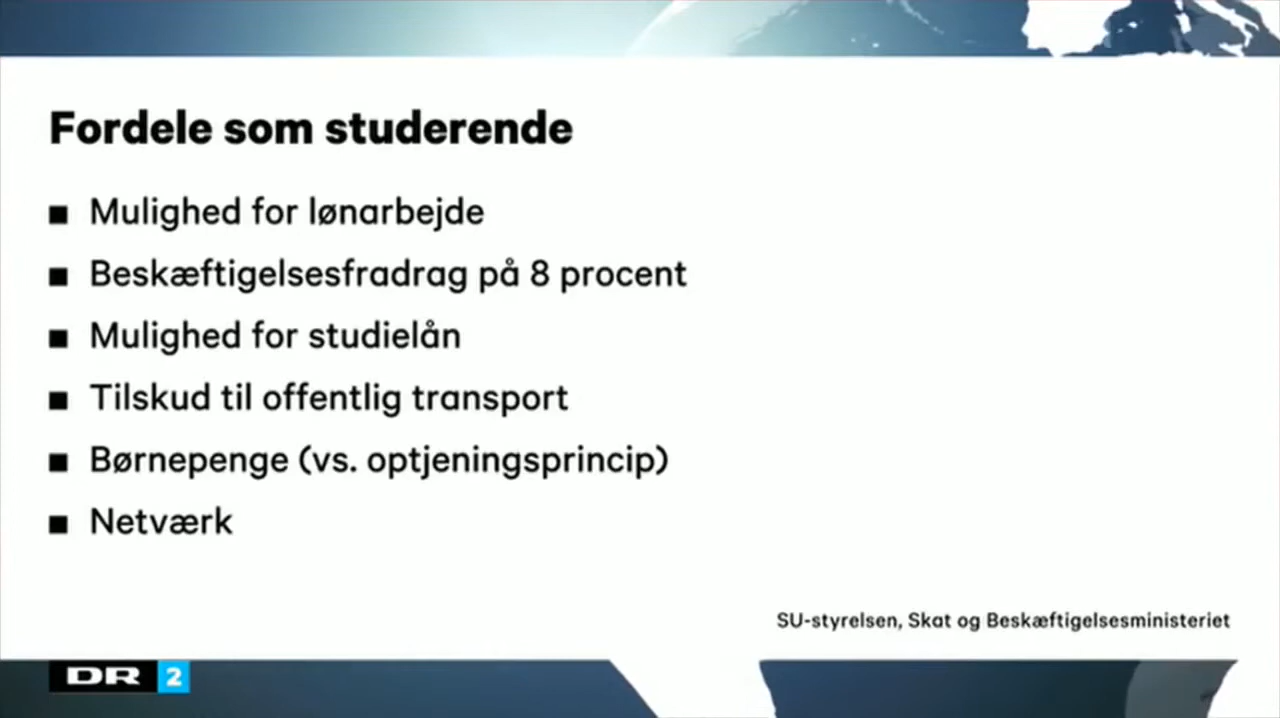 Fordele som studerende
■ Mulighed for lønarbejde
■ Beskæftigelsesfradrag på 8 procent
■ Mulighed for studielån
■ Tilskud til offentlig transport
■ Børnepenge (vs. optjeningsprincip)
■ Netværk
SU-styrelsen, Skat og Beskæftigelsesministeriet
DR 2